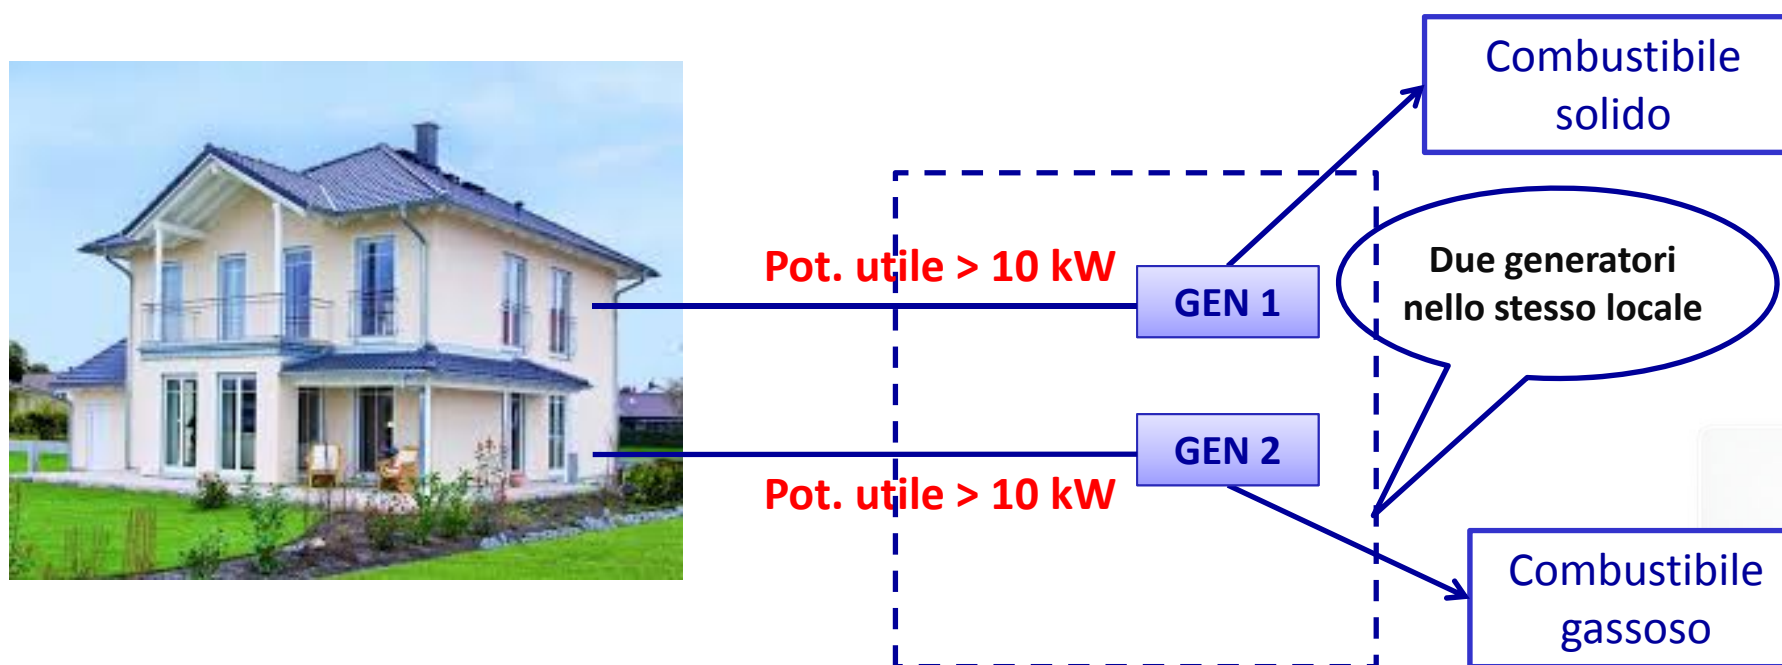 Combustibile
solido
Pot. utile > 10 kW
GEN 1
Due generatori
nello stesso locale
GEN 2
Pot. utile > 10 kW
Combustibile
gassoso